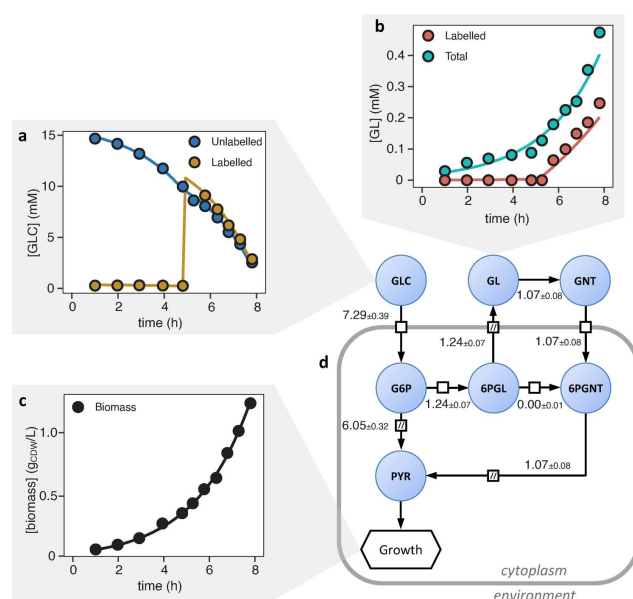 b
Labelled
Total
0.4
0.3
0.2
0.1
0
[GL] (mM)
2 4 6 8
time (h)
a
15
10
5
0
[GLC] (mM)
Unlabelled
Labelled
0 2 4 6 8
time (h)
c
Biomass
1.0
0.5
0
[biomass] (gCDW/L)
0 2 4 6 8
time (h)
d
GLC GL GNT
1.07±0.08
7.29±0.39 1.24±0.07 1.07±0.08
G6P 6PGL 6PGNT
1.24±0.07 0.00±0.01
6.05±0.32
1.07±0.08
PYR
Growth
cytoplasm
environment